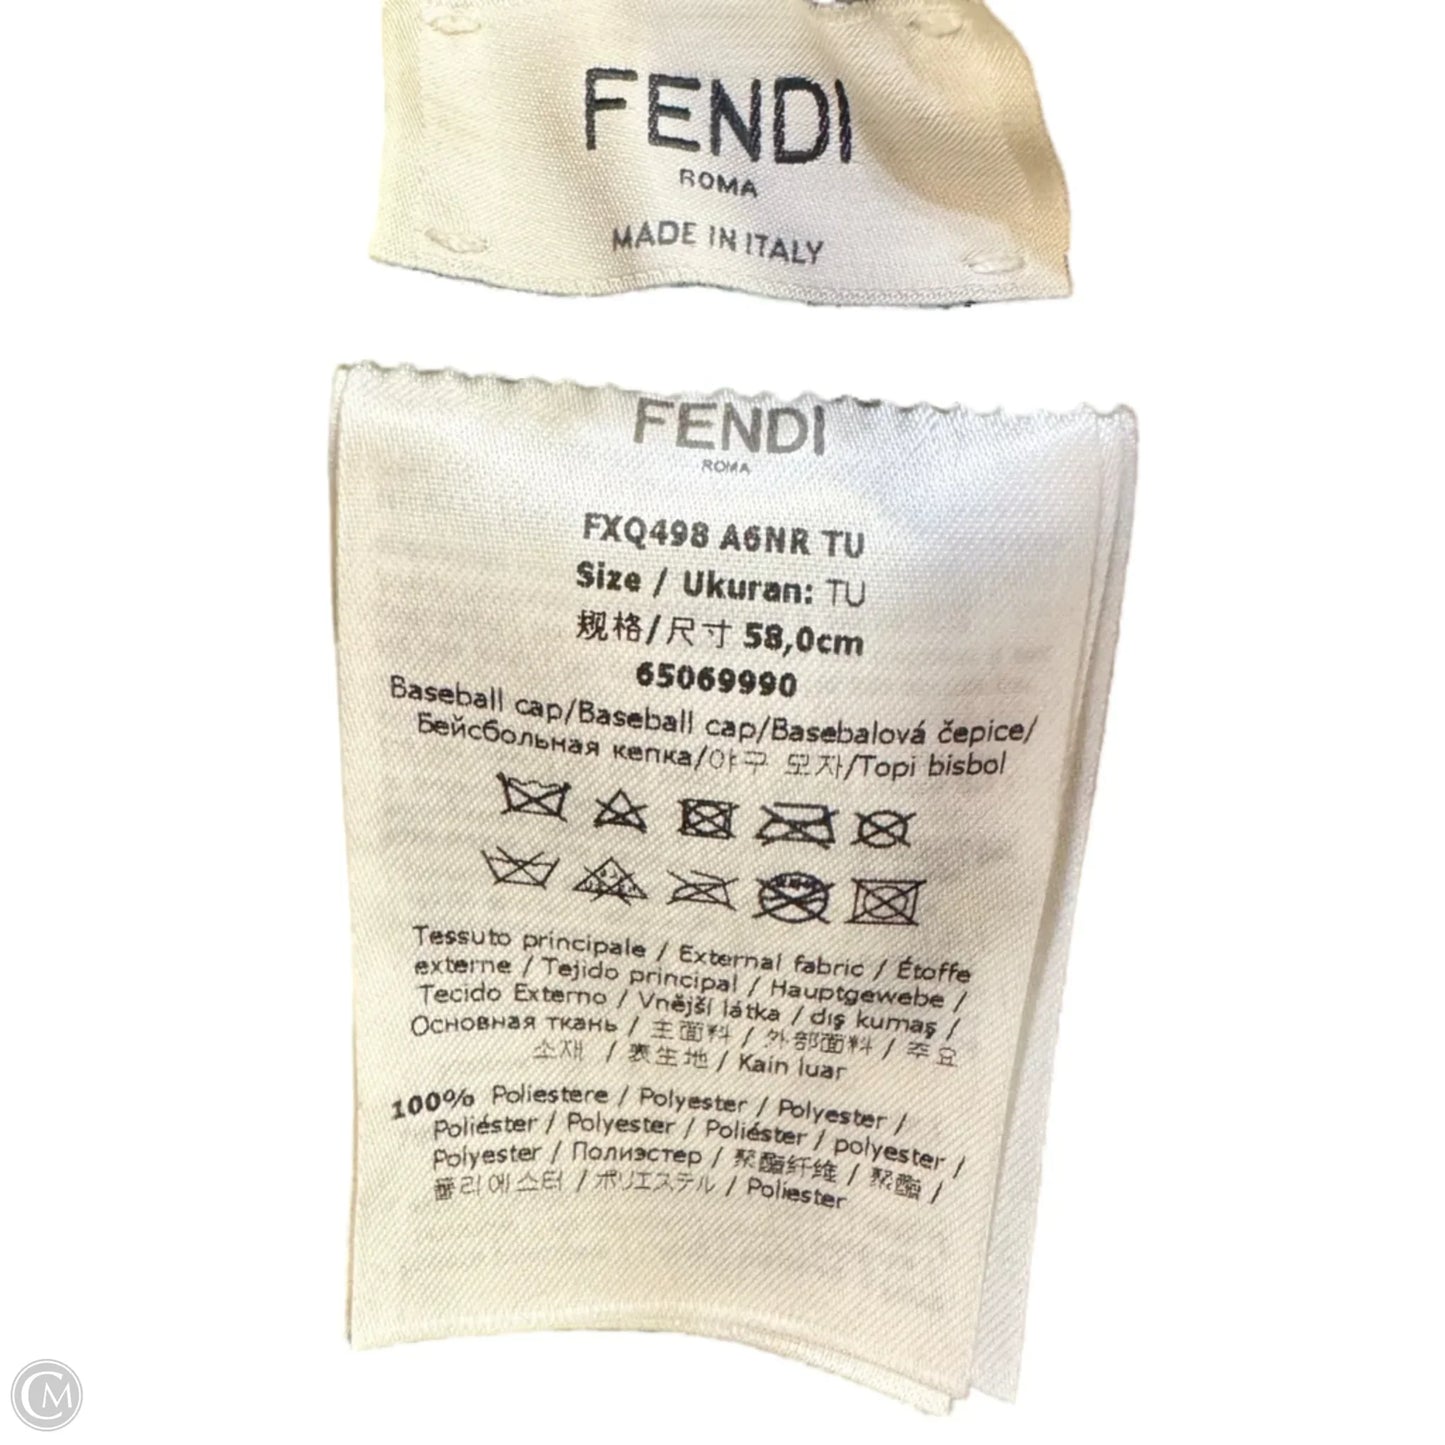 FENDI
ROMA
MADE IN ITALY
FENDI
ROMA
FXQ498 A6NR TU
Size / Ukuran: TU
规格/尺寸 58,0cm
65069990
Baseball cap/Baseball cap/Basebalová čepice/
Бейсбольная кепка/야구 모자/Topi bisbol
Tessuto principale / External fabric / Étoffe
externe / Tejido principal / Hauptgewebe /
Tecido Externo / Vnější látka / dış kumaş /
Основная ткань / 主面料 / 外部面料 / 주요
소재 / 表生地 / Kain luar
100% Poliestere / Polyester / Polyester /
Poliéster / Polyester / Poliéster / polyester /
Polyester / Полиэстер / 聚酯纤维 / 聚酯 /
폴리에스터 / ポリエステル / Poliester
CM